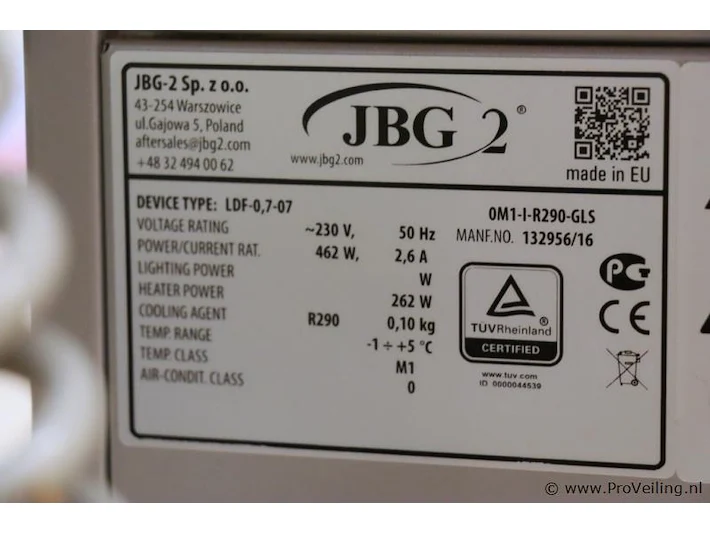 JBG-2 Sp. z o.o.
43-254 Warszowice
ul.Gajowa 5, Poland
aftersales@jbg2.com
+48 32 494 00 62
JBG 2®
www.jbg2.com
made in EU
DEVICE TYPE: LDF-0,7-07
0M1-I-R290-GLS
VOLTAGE RATING ~230 V, 50 Hz
MANF.NO. 132956/16
POWER/CURRENT RAT. 462 W, 2,6 A
LIGHTING POWER W
HEATER POWER 262 W
COOLING AGENT R290 0,10 kg
TEMP. RANGE -1 ÷ +5 °C
TEMP. CLASS M1
AIR-CONDIT. CLASS 0
TÜVRheinland®
CERTIFIED
www.tuv.com
ID 0000044539
PG
CE
© www.ProVeiling.nl